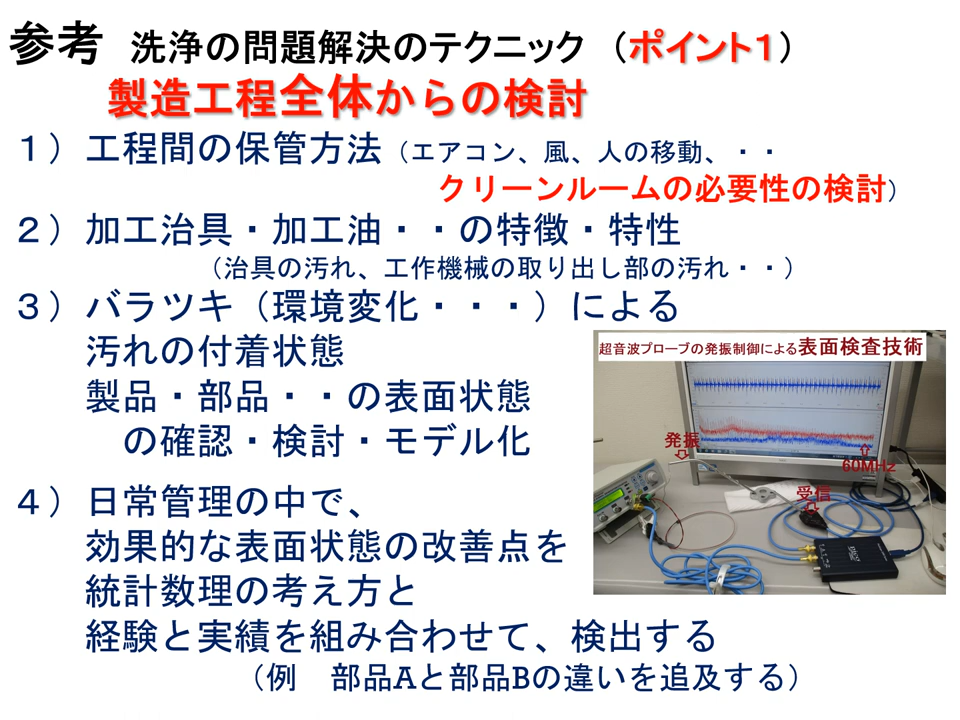 参考 洗浄の問題解決のテクニック （ポイント１）
製造工程全体からの検討
１）工程間の保管方法（エアコン、風、人の移動、・・
クリーンルームの必要性の検討）
２）加工治具・加工油・・の特徴・特性
（治具の汚れ、工作機械の取り出し部の汚れ・・）
３）バラツキ（環境変化・・・）による
汚れの付着状態
製品・部品・・の表面状態
の確認・検討・モデル化
超音波プローブの発振制御による表面検査技術
発振
60MHz
受信
４）日常管理の中で、
効果的な表面状態の改善点を
統計数理の考え方と
経験と実績を組み合わせて、検出する
（例　部品Aと部品Bの違いを追及する）